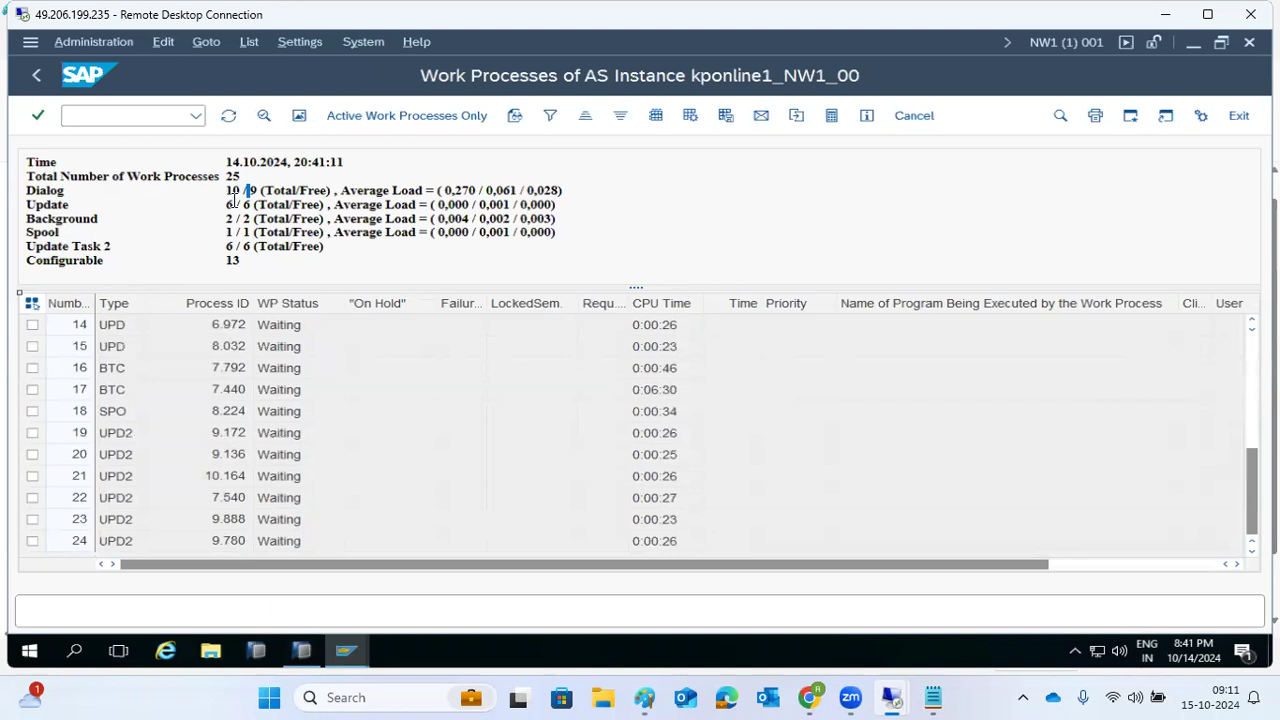 49.206.199.235 - Remote Desktop Connection
Administration Edit Goto List Settings System Help NW1 (1) 001
SAP Work Processes of AS Instance kponline1_NW1_00
Active Work Processes Only Cancel Exit
Time 14.10.2024, 20:41:11
Total Number of Work Processes 25
Dialog 10 / 9 (Total/Free) , Average Load = ( 0,270 / 0,061 / 0,028)
Update 6 / 6 (Total/Free) , Average Load = ( 0,000 / 0,001 / 0,000)
Background 2 / 2 (Total/Free) , Average Load = ( 0,004 / 0,002 / 0,003)
Spool 1 / 1 (Total/Free) , Average Load = ( 0,000 / 0,001 / 0,000)
Update Task 2 6 / 6 (Total/Free)
Configurable 13
Numb... Type Process ID WP Status "On Hold" Failur... LockedSem. Requ.... CPU Time Time Priority Name of Program Being Executed by the Work Process Cli... User
14 UPD 6.972 Waiting 0:00:26
15 UPD 8.032 Waiting 0:00:23
16 BTC 7.792 Waiting 0:00:46
17 BTC 7.440 Waiting 0:06:30
18 SPO 8.224 Waiting 0:00:34
19 UPD2 9.172 Waiting 0:00:26
20 UPD2 9.136 Waiting 0:00:25
21 UPD2 10.164 Waiting 0:00:26
22 UPD2 7.540 Waiting 0:00:27
23 UPD2 9.888 Waiting 0:00:23
24 UPD2 9.780 Waiting 0:00:26
ENG 8:41 PM
IN 10/14/2024 1
1 Search 09:11
15-10-2024